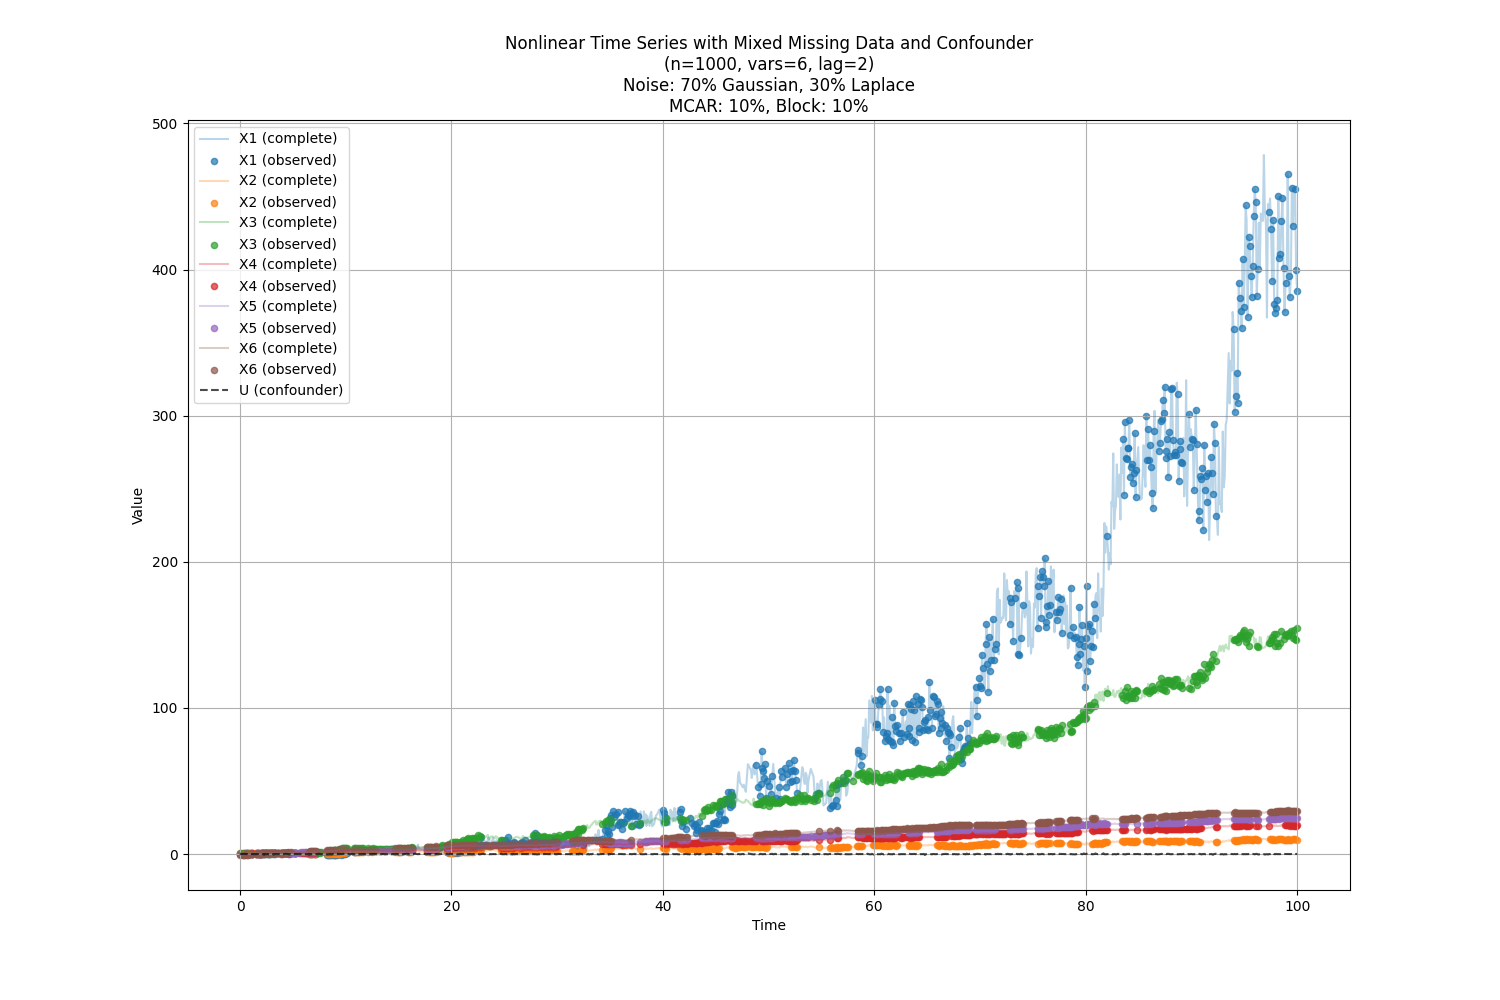 Nonlinear Time Series with Mixed Missing Data and Confounder
(n=1000, vars=6, lag=2)
Noise: 70% Gaussian, 30% Laplace
MCAR: 10%, Block: 10%
500
400
300
200
100
0
Value
X1 (complete)
X1 (observed)
X2 (complete)
X2 (observed)
X3 (complete)
X3 (observed)
X4 (complete)
X4 (observed)
X5 (complete)
X5 (observed)
X6 (complete)
X6 (observed)
U (confounder)
0 20 40 60 80 100
Time